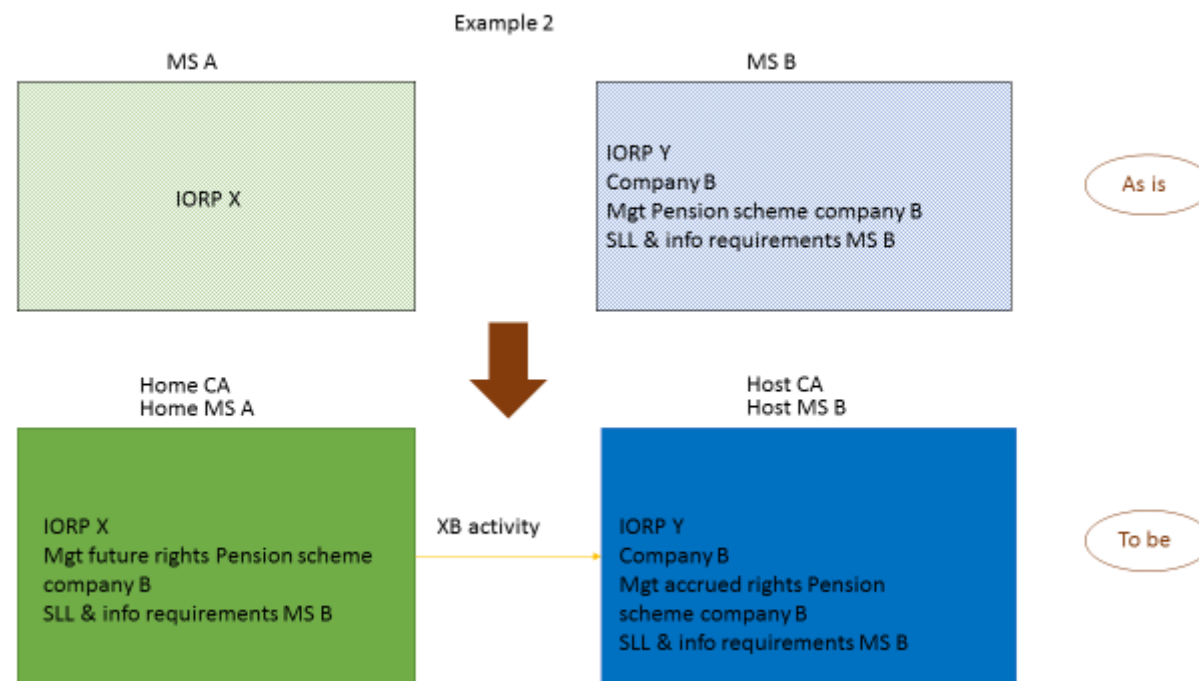 Example 2
MS A
MS B
IORP X
IORP Y
Company B
Mgt Pension scheme company B
SLL & info requirements MS B
As is
Home CA
Home MS A
Host CA
Host MS B
IORP X
Mgt future rights Pension scheme
company B
SLL & info requirements MS B
XB activity
IORP Y
Company B
Mgt accrued rights Pension
scheme company B
SLL & info requirements MS B
To be